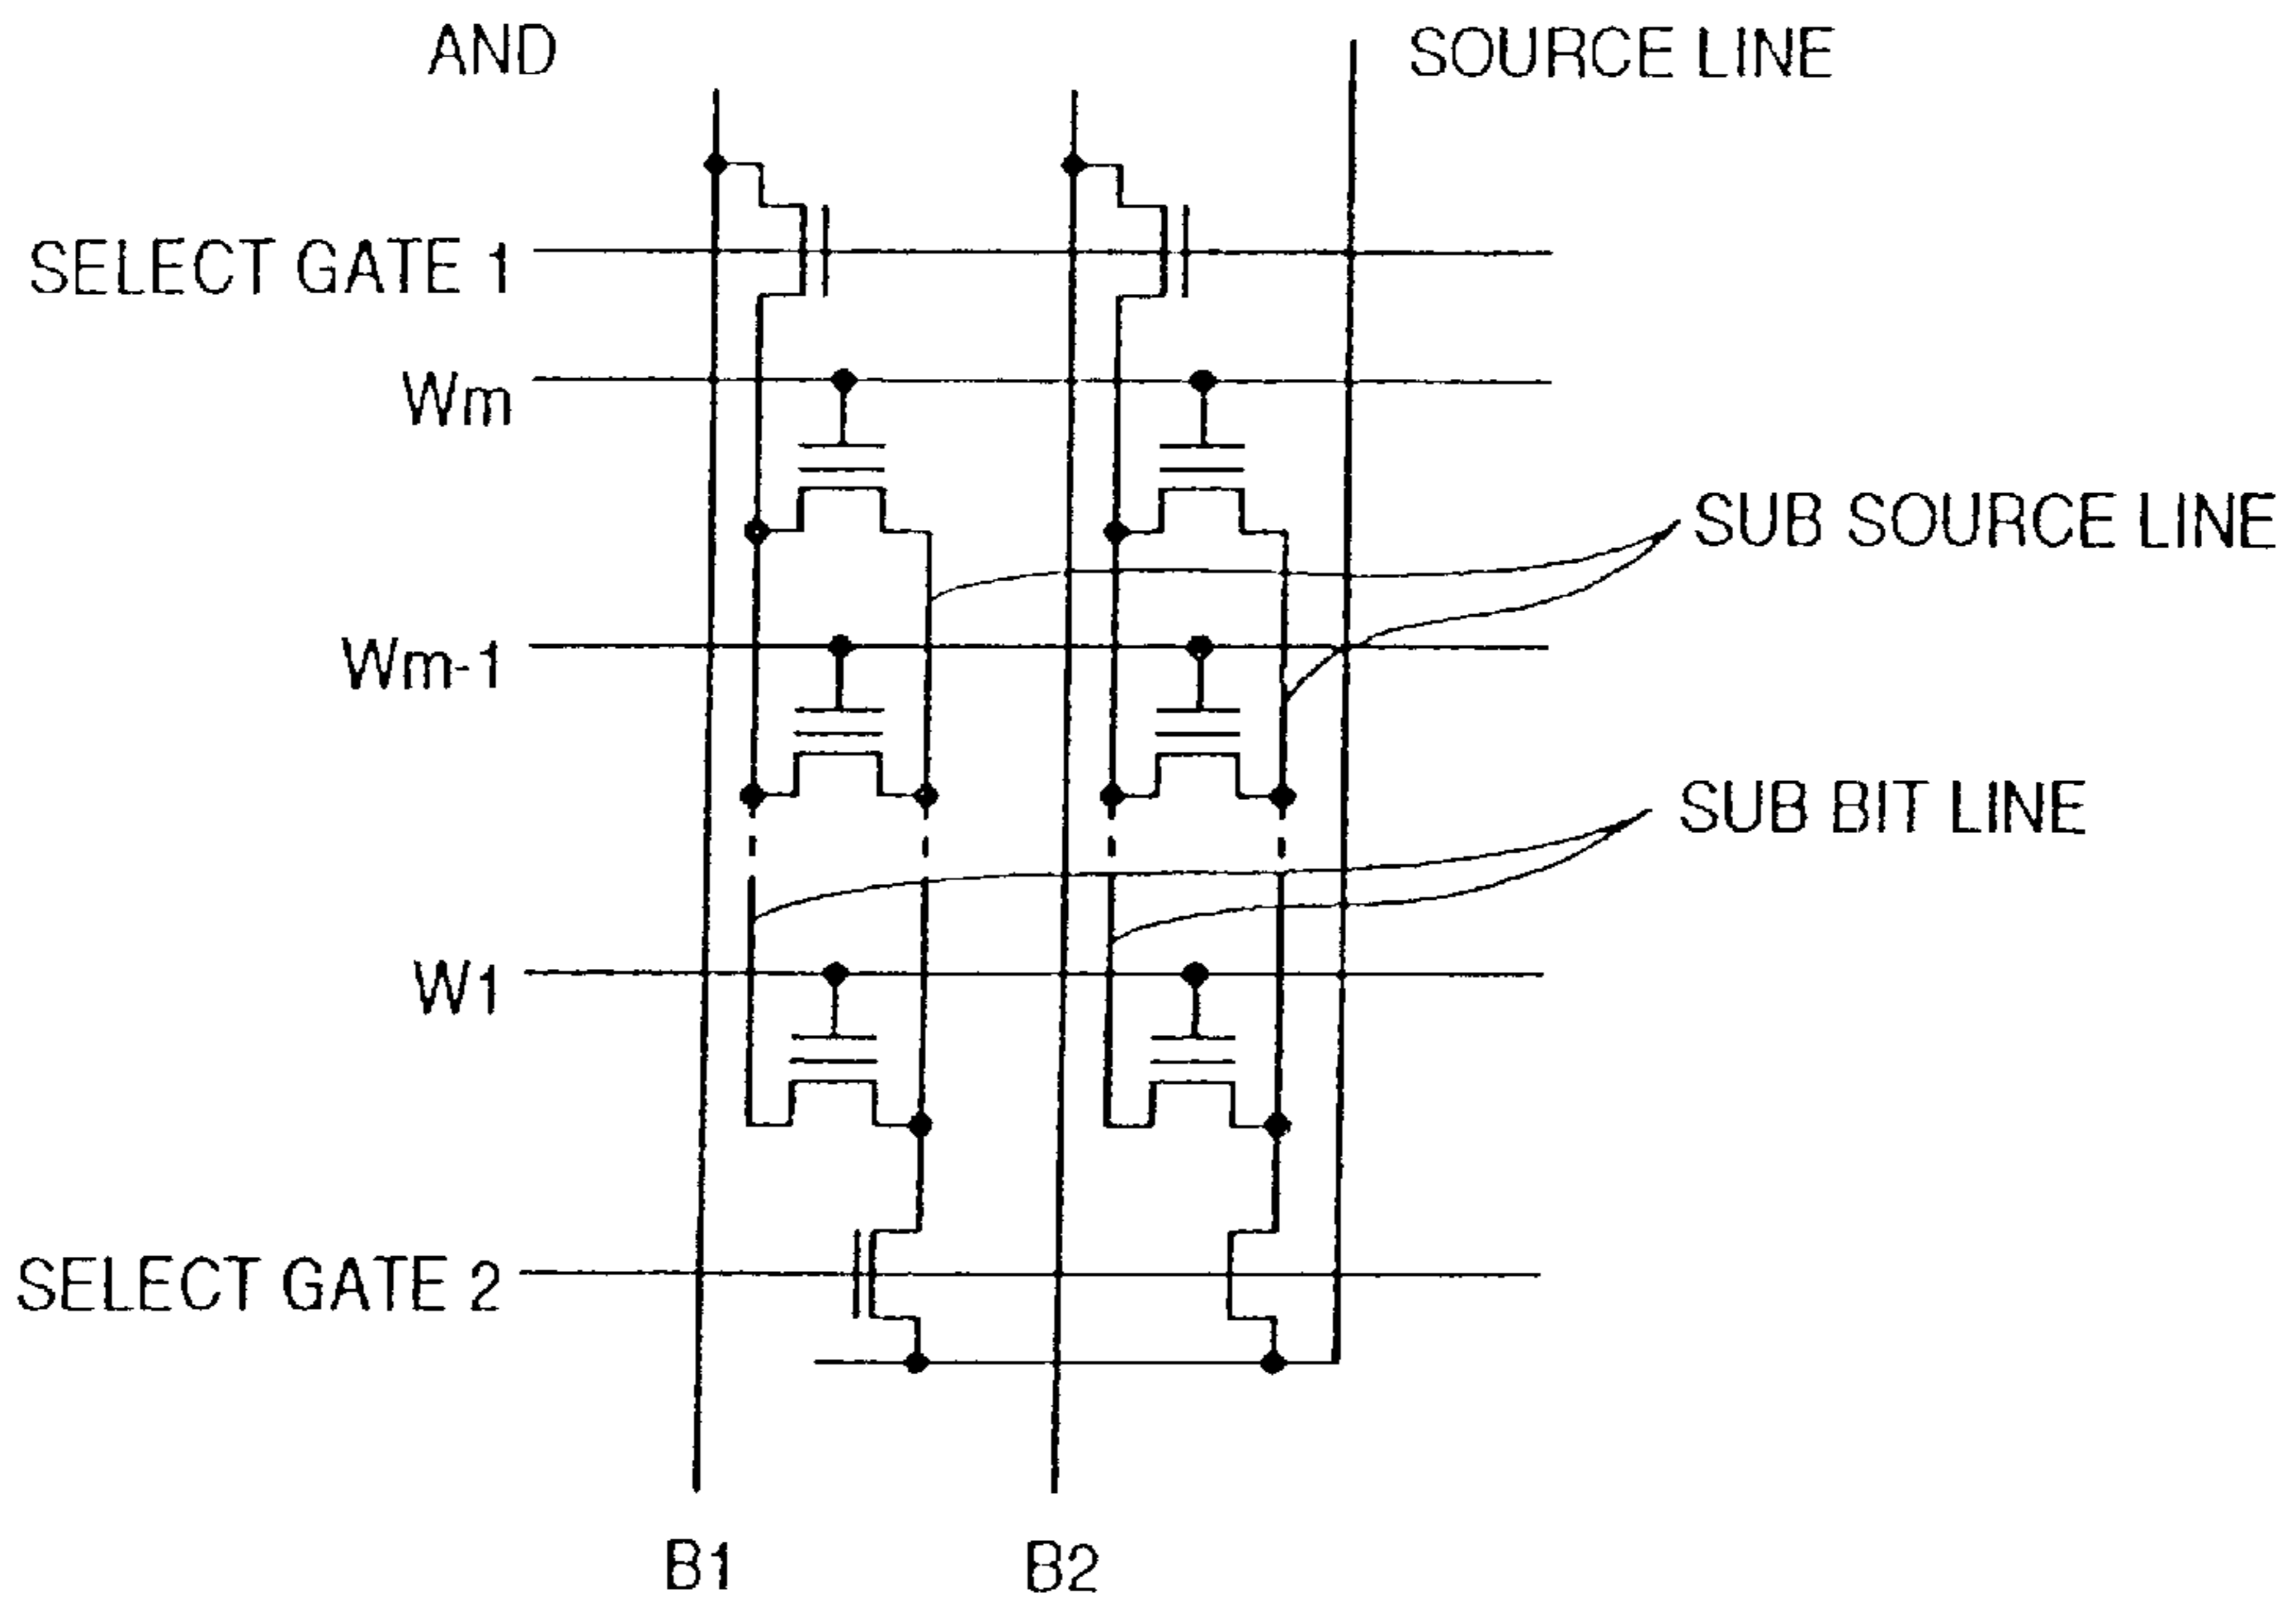 AND
SOURCE LINE
SELECT GATE 1
Wm
SUB SOURCE LINE
Wm-1
SUB BIT LINE
W1
SELECT GATE 2
B1
B2